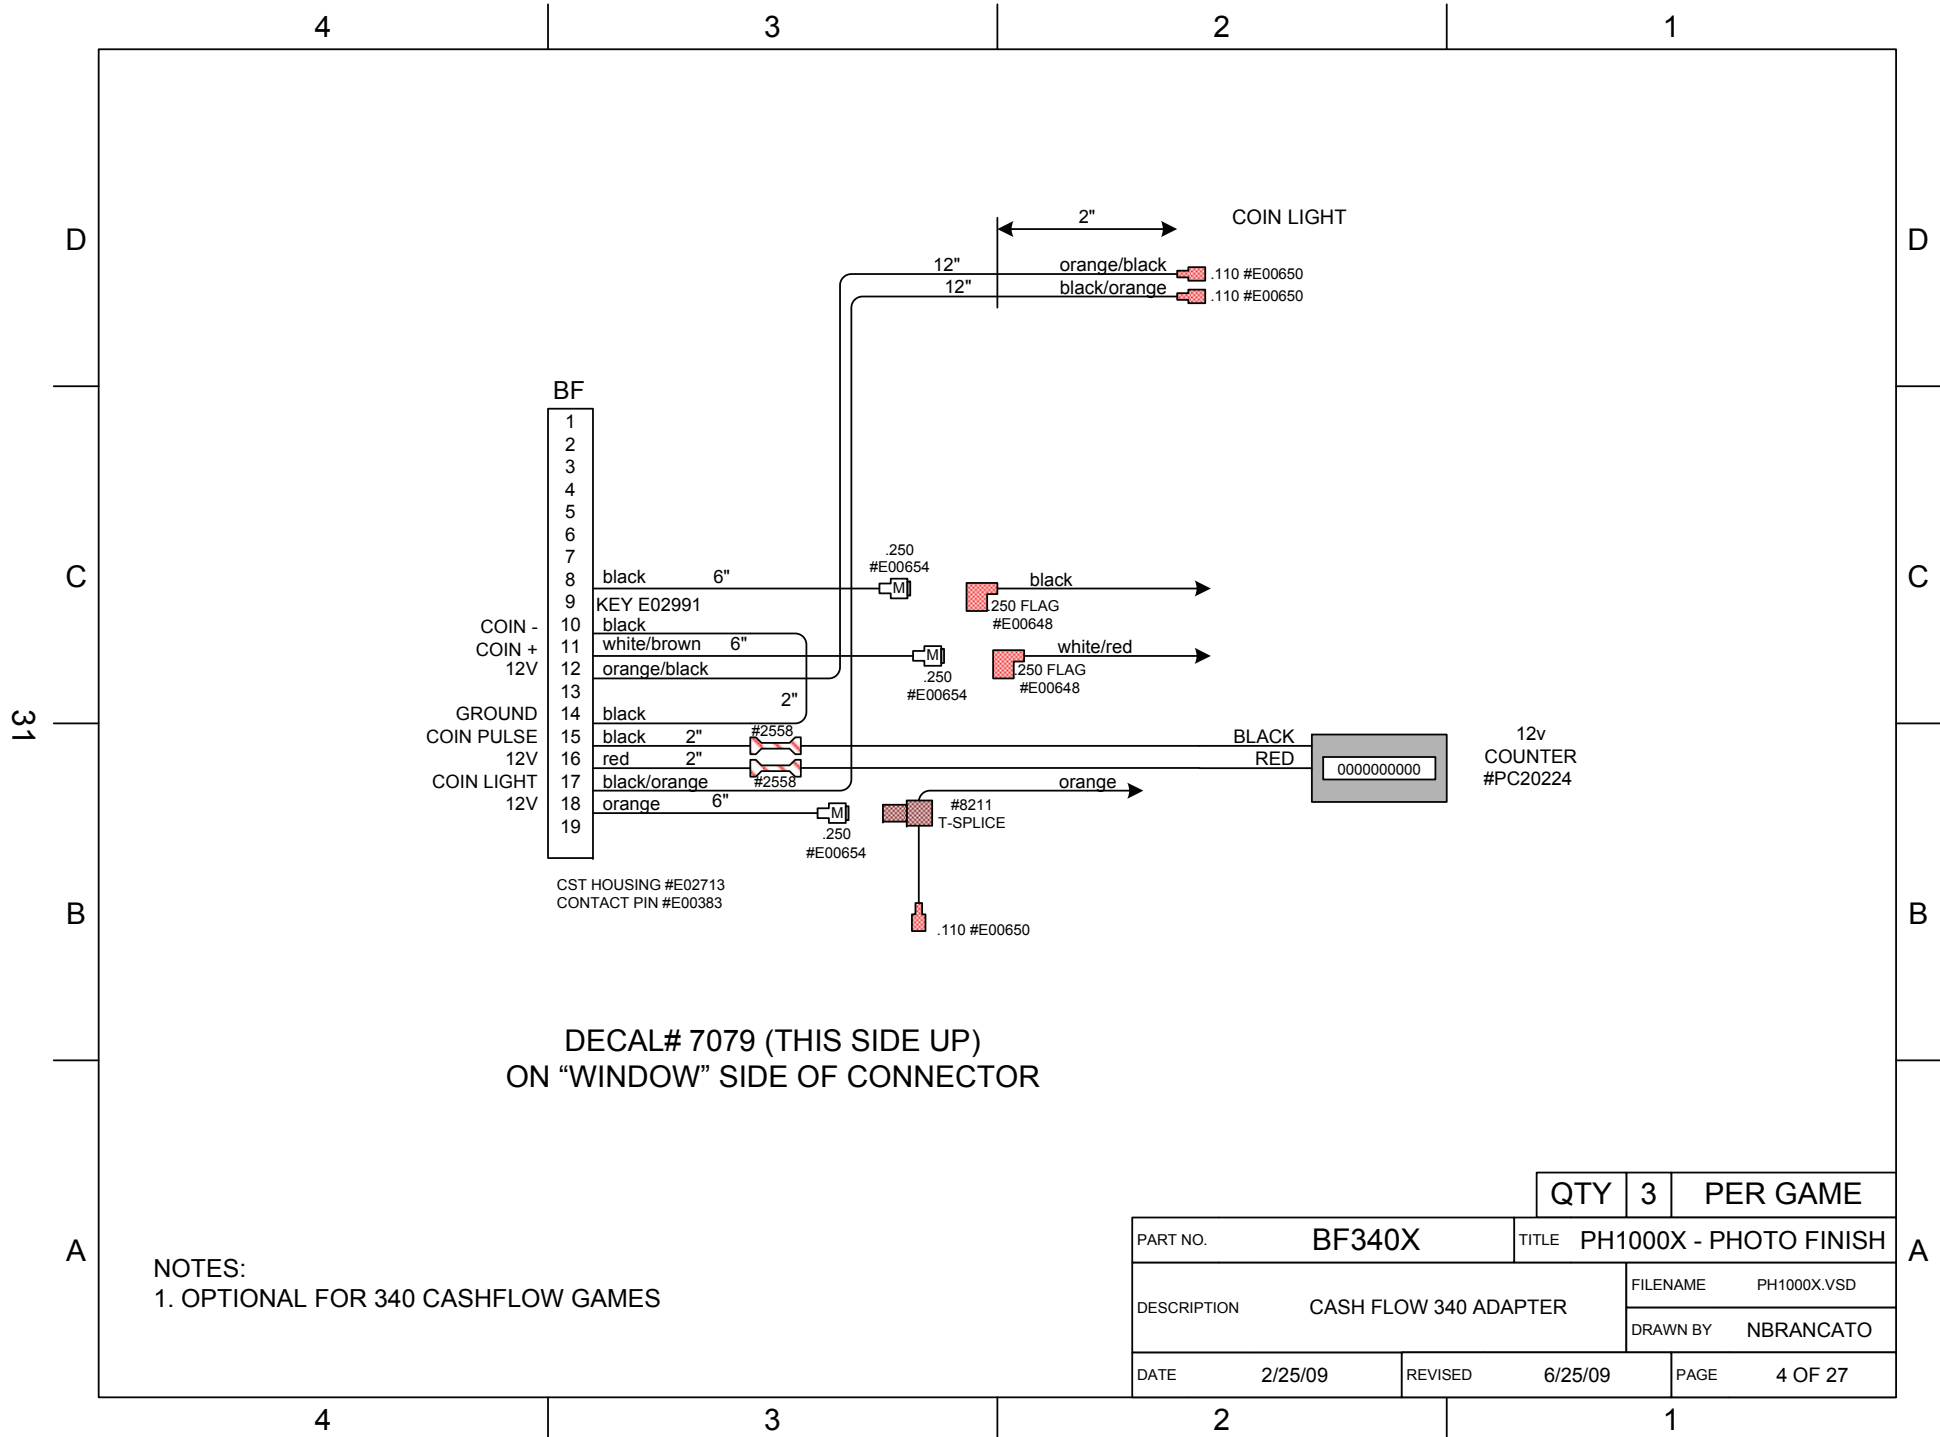 4 3 2 1
2" COIN LIGHT
D D
12" orange/black .110 #E00650
12" black/orange .110 #E00650
BF
1
2
3
4
5
6
7
.250
#E00654
C C
8 black 6" M black
9 KEY E02991 .250 FLAG
#E00648
COIN - 10 black
COIN + 11 white/brown 6" M white/red
12V 12 orange/black .250 .250 FLAG
#E00654 #E00648
13
2"
31
GROUND 14 black
COIN PULSE 15 black 2" #2558 BLACK
12V 16 red 2" RED
0000000000
12v
COUNTER
#PC20224
COIN LIGHT 17 black/orange #2558 orange
12V 18 orange 6" M #8211
T-SPLICE
19
.250
#E00654
CST HOUSING #E02713
CONTACT PIN #E00383
B B
.110 #E00650
DECAL# 7079 (THIS SIDE UP)
ON “WINDOW” SIDE OF CONNECTOR
QTY 3 PER GAME
PART NO. BF340X TITLE PH1000X - PHOTO FINISH
A A
NOTES:
1. OPTIONAL FOR 340 CASHFLOW GAMES
DESCRIPTION CASH FLOW 340 ADAPTER
FILENAME PH1000X.VSD
DRAWN BY NBRANCATO
DATE 2/25/09 REVISED 6/25/09 PAGE 4 OF 27
4 3 2 1